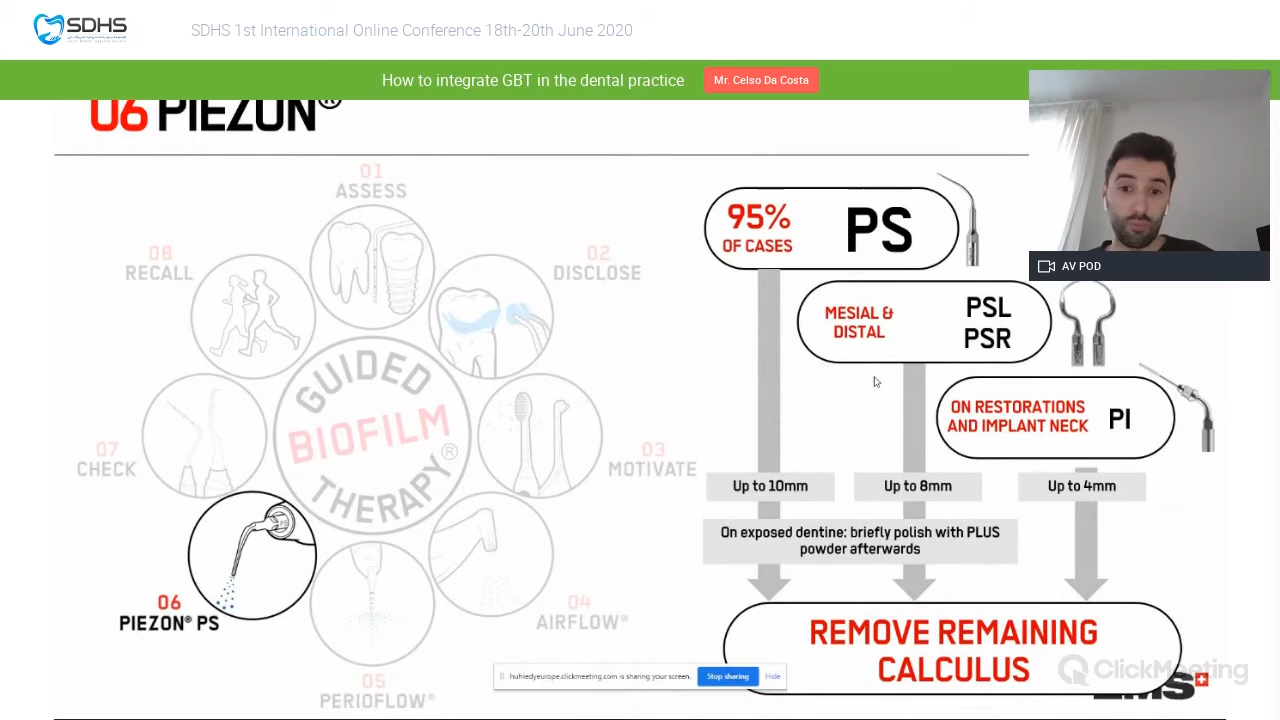 SDHS
SDHS 1st International Online Conference 18th-20th June 2020
How to integrate GBT in the dental practice
Mr. Celso Da Costa
06 PIEZON®
AV POD
01
ASSESS
02
DISCLOSE
03
MOTIVATE
04
AIRFLOW®
05
PERIOFLOW®
06
PIEZON® PS
07
CHECK
08
RECALL
GUIDED
BIOFILM
THERAPY®
95%
OF CASES
PS
MESIAL &
DISTAL
PSL
PSR
ON RESTORATIONS
AND IMPLANT NECK
PI
Up to 10mm
Up to 8mm
Up to 4mm
On exposed dentine: briefly polish with PLUS
powder afterwards
REMOVE REMAINING
CALCULUS
hufriedyeurope.clickmeeting.com is sharing your screen.
Stop sharing
Hide
ClickMeeting
EMS